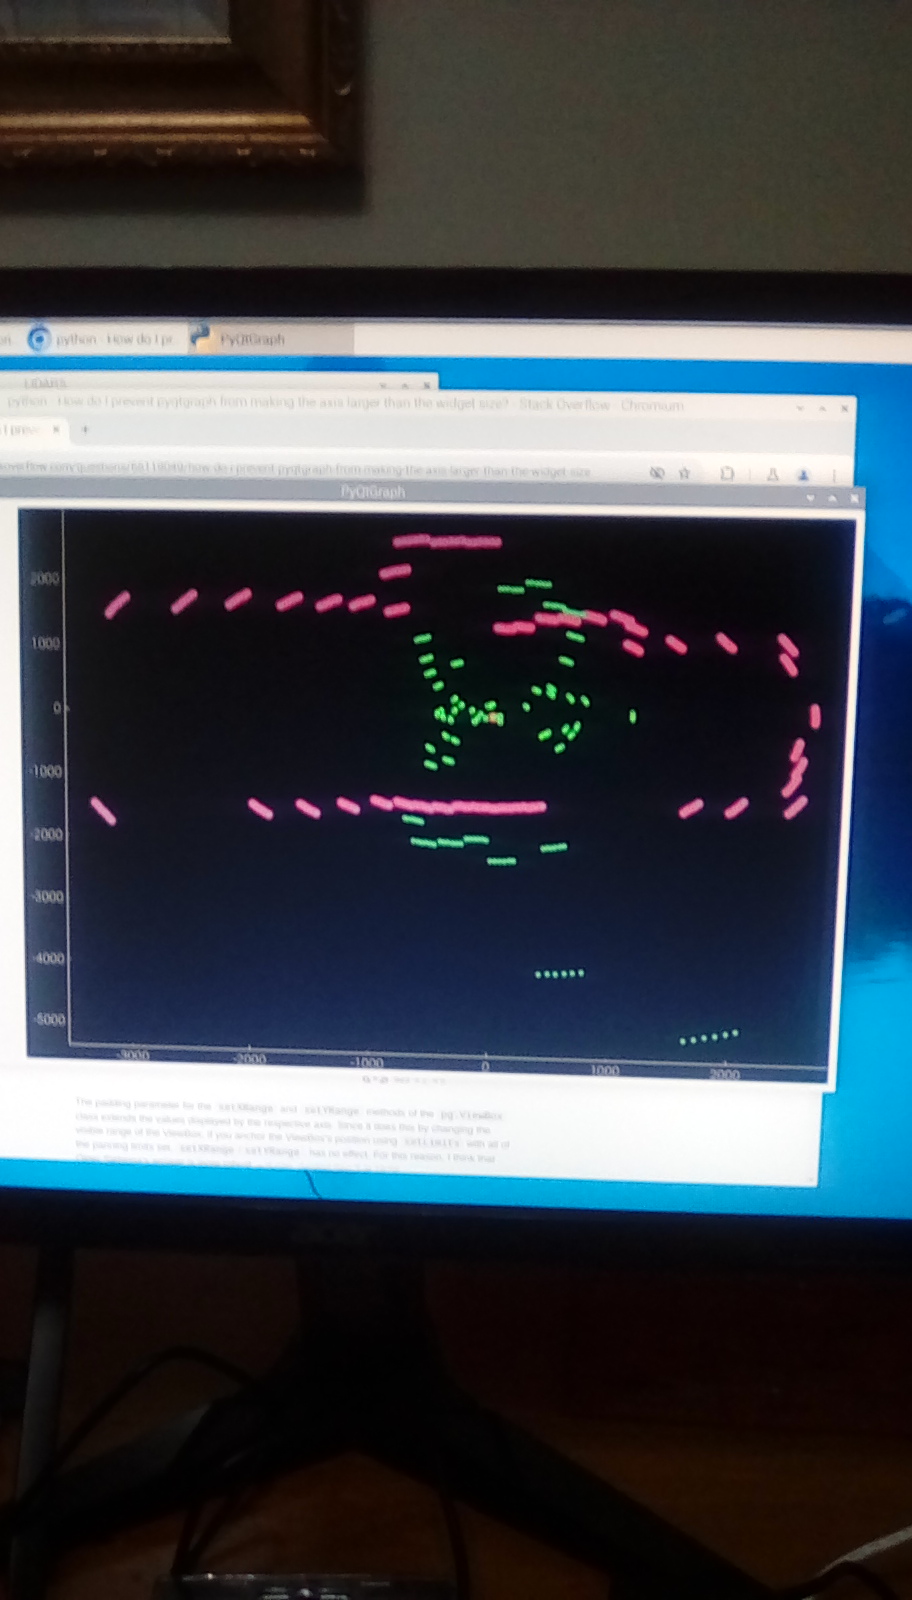 python - How do I pr
PyQtGraph
LIDARS
python - How do I prevent pyqtgraph from making the axis larger than the widget size? - Stack Overflow - Chromium
I prev
overflow.com/questions/68119049/how-do-i-prevent-pyqtgraph-from-making-the-axis-larger-than-the-widget-size
PyQtGraph
2000
1000
0
-1000
-2000
-3000
-4000
-5000
-3000 -2000 -1000 0 1000 2000
The padding parameter for the setXRange and setYRange methods of the pg.ViewBox
class extends the values displayed by the respective axis. Since it does this by changing the
visible range of the ViewBox, if you anchor the ViewBox's position using setLimits with all of
the panning limits set, setXRange / setYRange has no effect. For this reason, I think that